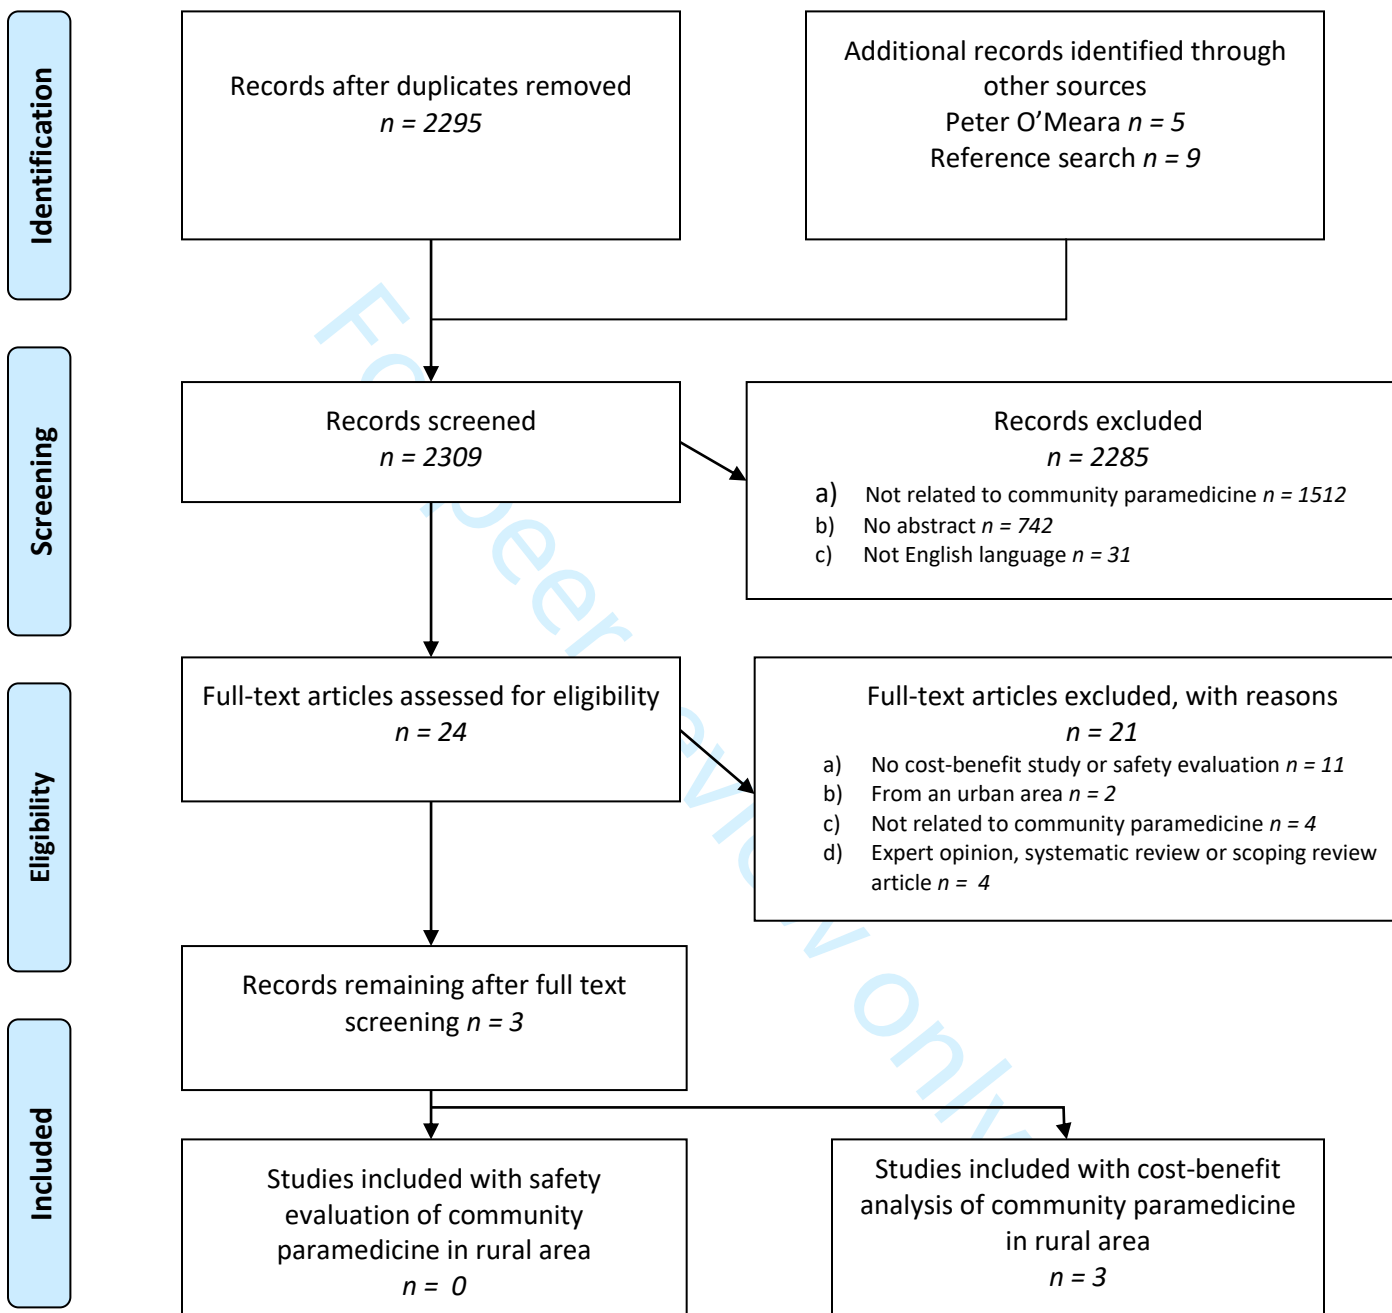 Identification
Records after duplicates removed
n = 2295
Additional records identified through
other sources
Peter O’Meara n = 5
Reference search n = 9
Screening
Records screened
n = 2309
Records excluded
n = 2285
a) Not related to community paramedicine n = 1512
b) No abstract n = 742
c) Not English language n = 31
Eligibility
Full-text articles assessed for eligibility
n = 24
Full-text articles excluded, with reasons
n = 21
a) No cost-benefit study or safety evaluation n = 11
b) From an urban area n = 2
c) Not related to community paramedicine n = 4
d) Expert opinion, systematic review or scoping review
article n = 4
Records remaining after full text
screening n = 3
Included
Studies included with safety
evaluation of community
paramedicine in rural area
n = 0
Studies included with cost-benefit
analysis of community paramedicine
in rural area
n = 3
For peer review only